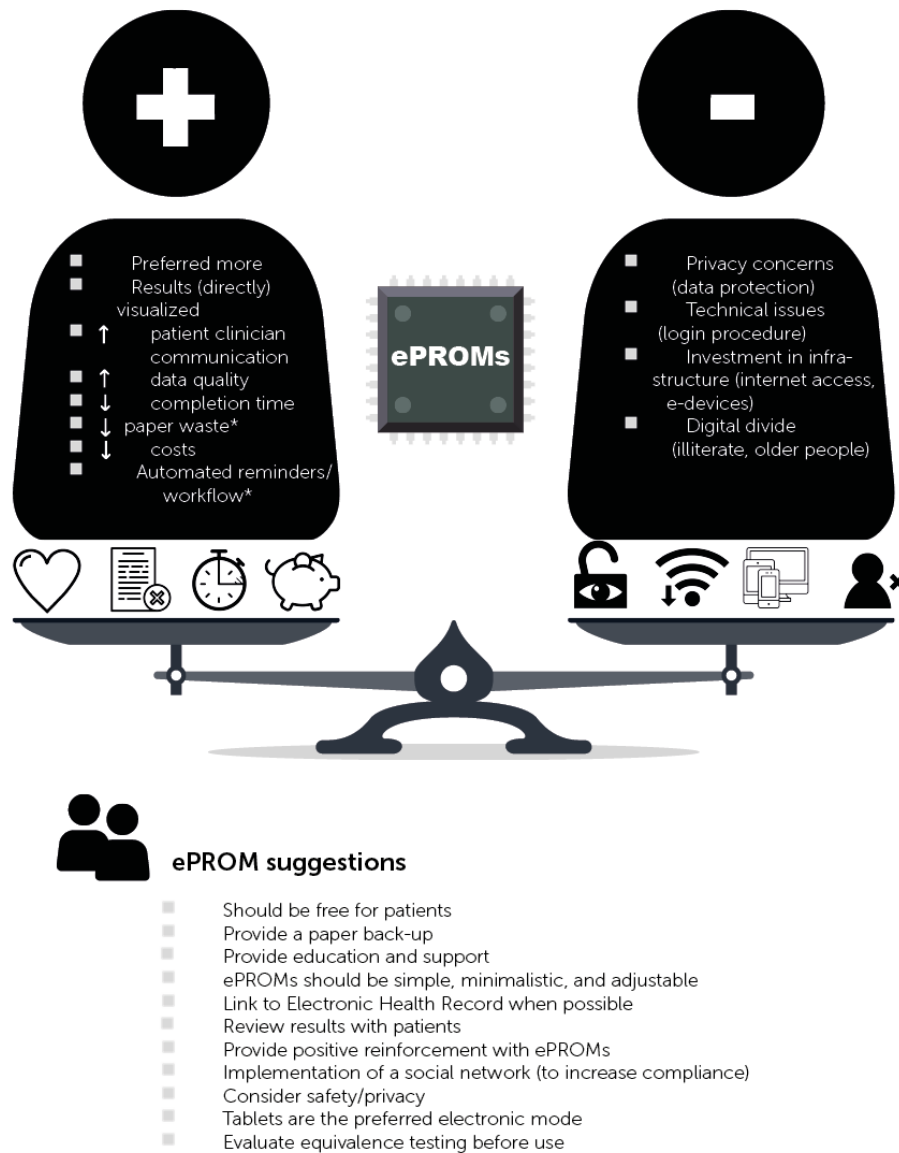 +
-
Preferred more
Results (directly)
visualized
↑ patient clinician
communication
↑ data quality
↓ completion time
↓ paper waste*
↓ costs
Automated reminders/
workflow*
ePROMs
Privacy concerns
(data protection)
Technical issues
(login procedure)
Investment in infra-
structure (internet access,
e-devices)
Digital divide
(illiterate, older people)
ePROM suggestions
Should be free for patients
Provide a paper back-up
Provide education and support
ePROMs should be simple, minimalistic, and adjustable
Link to Electronic Health Record when possible
Review results with patients
Provide positive reinforcement with ePROMs
Implementation of a social network (to increase compliance)
Consider safety/privacy
Tablets are the preferred electronic mode
Evaluate equivalence testing before use